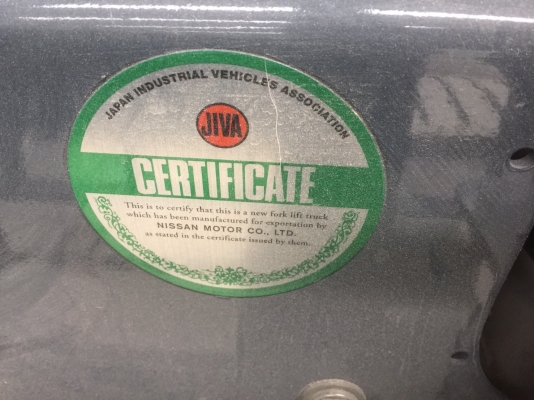 JAPAN INDUSTRIAL VEHICLES ASSOCIATION
JIVA
CERTIFICATE
This is to certify that this is a new fork lift truck
which has been manufactured for exportation by
NISSAN MOTOR CO., LTD.
as stated in the certificate issued by them.